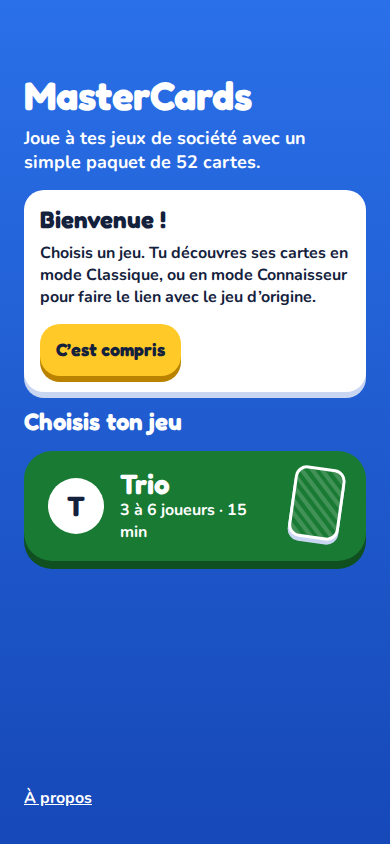 MasterCards
Joue à tes jeux de société avec un
simple paquet de 52 cartes.
Bienvenue !
Choisis un jeu. Tu découvres ses cartes en
mode Classique, ou en mode Connaisseur
pour faire le lien avec le jeu d’origine.
C’est compris
Choisis ton jeu
T
Trio
3 à 6 joueurs · 15
min
À propos